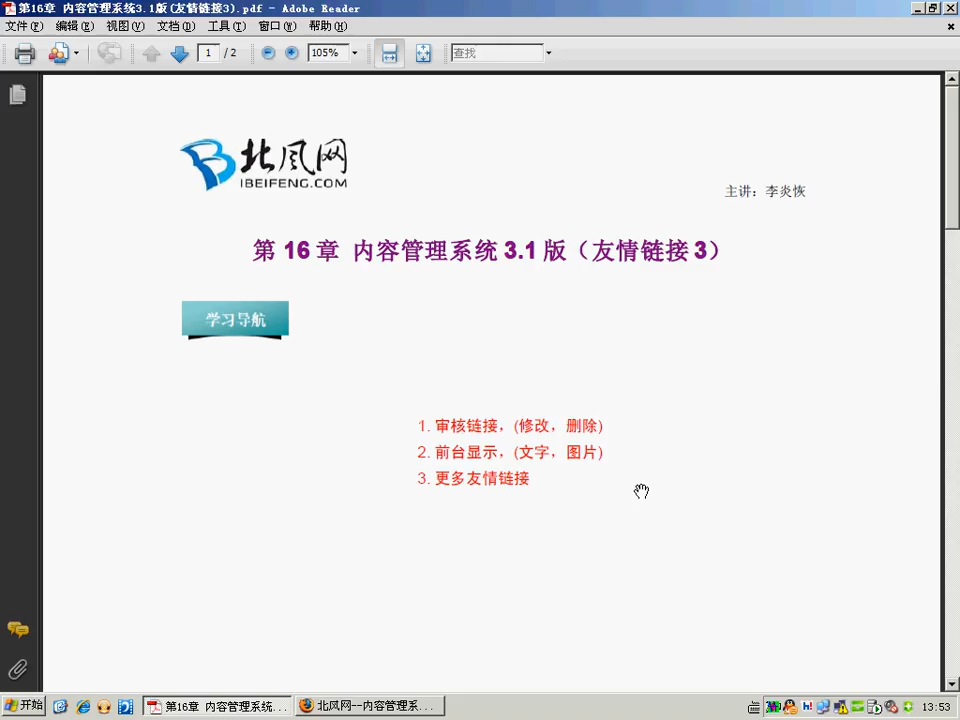 第16章 内容管理系统3.1版(友情链接3).pdf - Adobe Reader
文件(F) 编辑(E) 视图(V) 文档(D) 工具(T) 窗口(W) 帮助(H)
1 / 2 105% 查找
北风网
IBEIFENG.COM
主讲：李炎恢
第 16 章 内容管理系统 3.1 版（友情链接 3）
学习导航
1. 审核链接，(修改，删除)
2. 前台显示，(文字，图片)
3. 更多友情链接
开始 第16章 内容管理系统... 北风网--内容管理系... 13:53